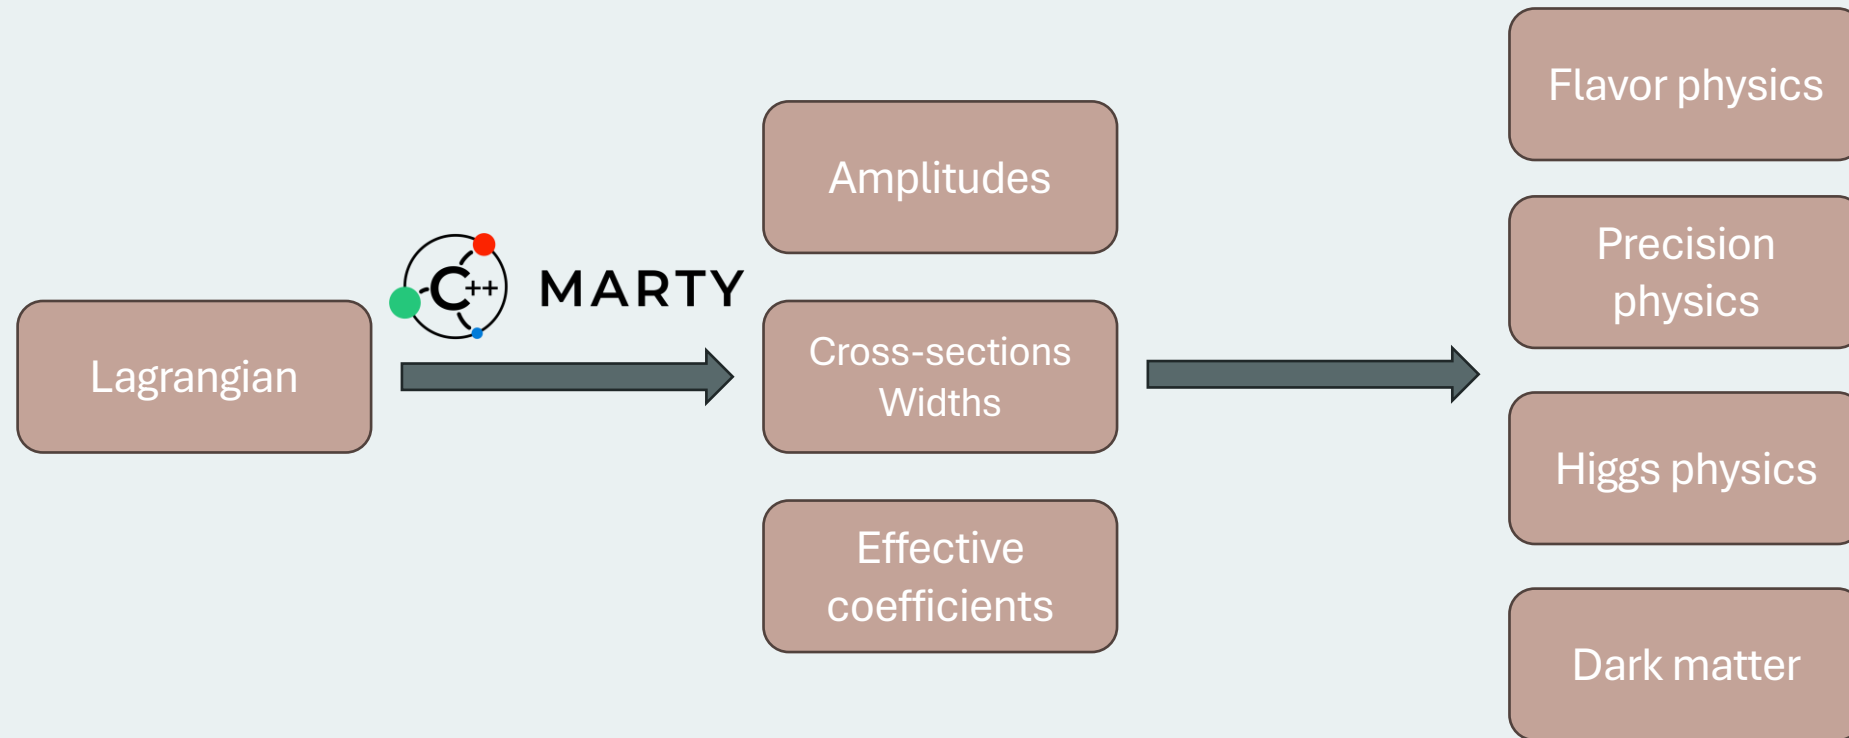 Lagrangian
C++ MARTY
Amplitudes
Cross-sections
Widths
Effective
coefficients
Flavor physics
Precision
physics
Higgs physics
Dark matter